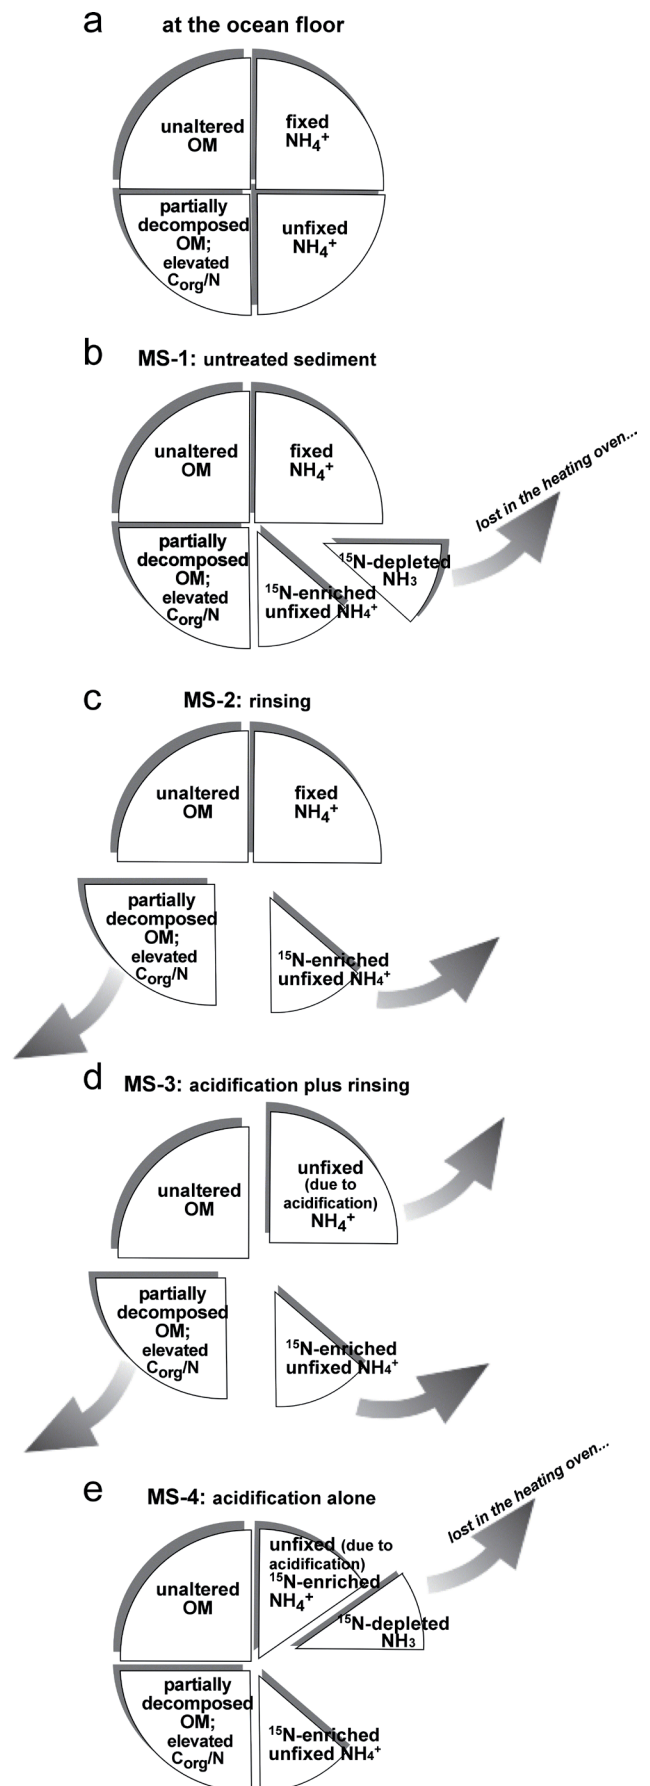 a
at the ocean floor
unaltered
OM
fixed
NH4+
partially
decomposed
OM;
elevated
Corg/N
unfixed
NH4+
b
MS-1: untreated sediment
unaltered
OM
fixed
NH4+
lost in the heating oven...
partially
decomposed
OM;
elevated
Corg/N
15N-enriched
unfixed NH4+
15N-depleted
NH3
c
MS-2: rinsing
unaltered
OM
fixed
NH4+
partially
decomposed
OM;
elevated
Corg/N
15N-enriched
unfixed NH4+
d
MS-3: acidification plus rinsing
unaltered
OM
unfixed
(due to
acidification)
NH4+
partially
decomposed
OM;
elevated
Corg/N
15N-enriched
unfixed NH4+
e
MS-4: acidification alone
lost in the heating oven...
unaltered
OM
unfixed (due to
acidification)
15N-enriched
NH4+
15N-depleted
NH3
partially
decomposed
OM;
elevated
Corg/N
15N-enriched
unfixed NH4+